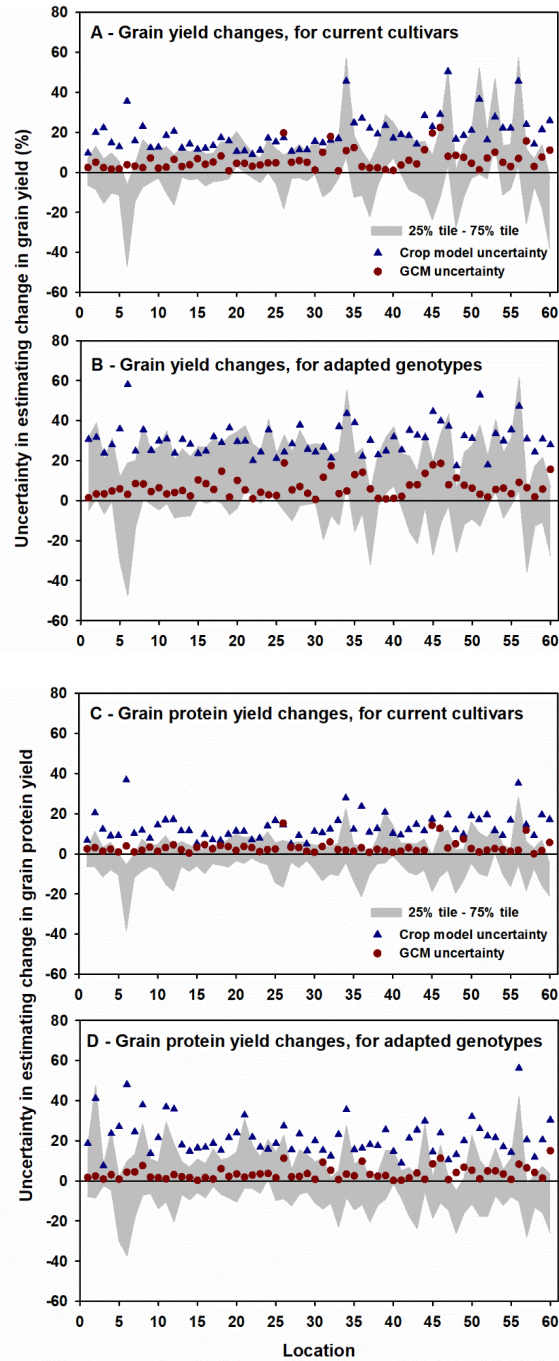 Uncertainty in estimating change in grain yield (%)
80
60
40
20
0
-20
-40
-60
A - Grain yield changes, for current cultivars
25% tile - 75% tile
Crop model uncertainty
GCM uncertainty
0 5 10 15 20 25 30 35 40 45 50 55 60
80
60
40
20
0
-20
-40
-60
B - Grain yield changes, for adapted genotypes
0 5 10 15 20 25 30 35 40 45 50 55 60
Uncertainty in estimating change in grain protein yield
80
60
40
20
0
-20
-40
-60
C - Grain protein yield changes, for current cultivars
25% tile - 75% tile
Crop model uncertainty
GCM uncertainty
0 5 10 15 20 25 30 35 40 45 50 55 60
80
60
40
20
0
-20
-40
-60
D - Grain protein yield changes, for adapted genotypes
0 5 10 15 20 25 30 35 40 45 50 55 60
Location